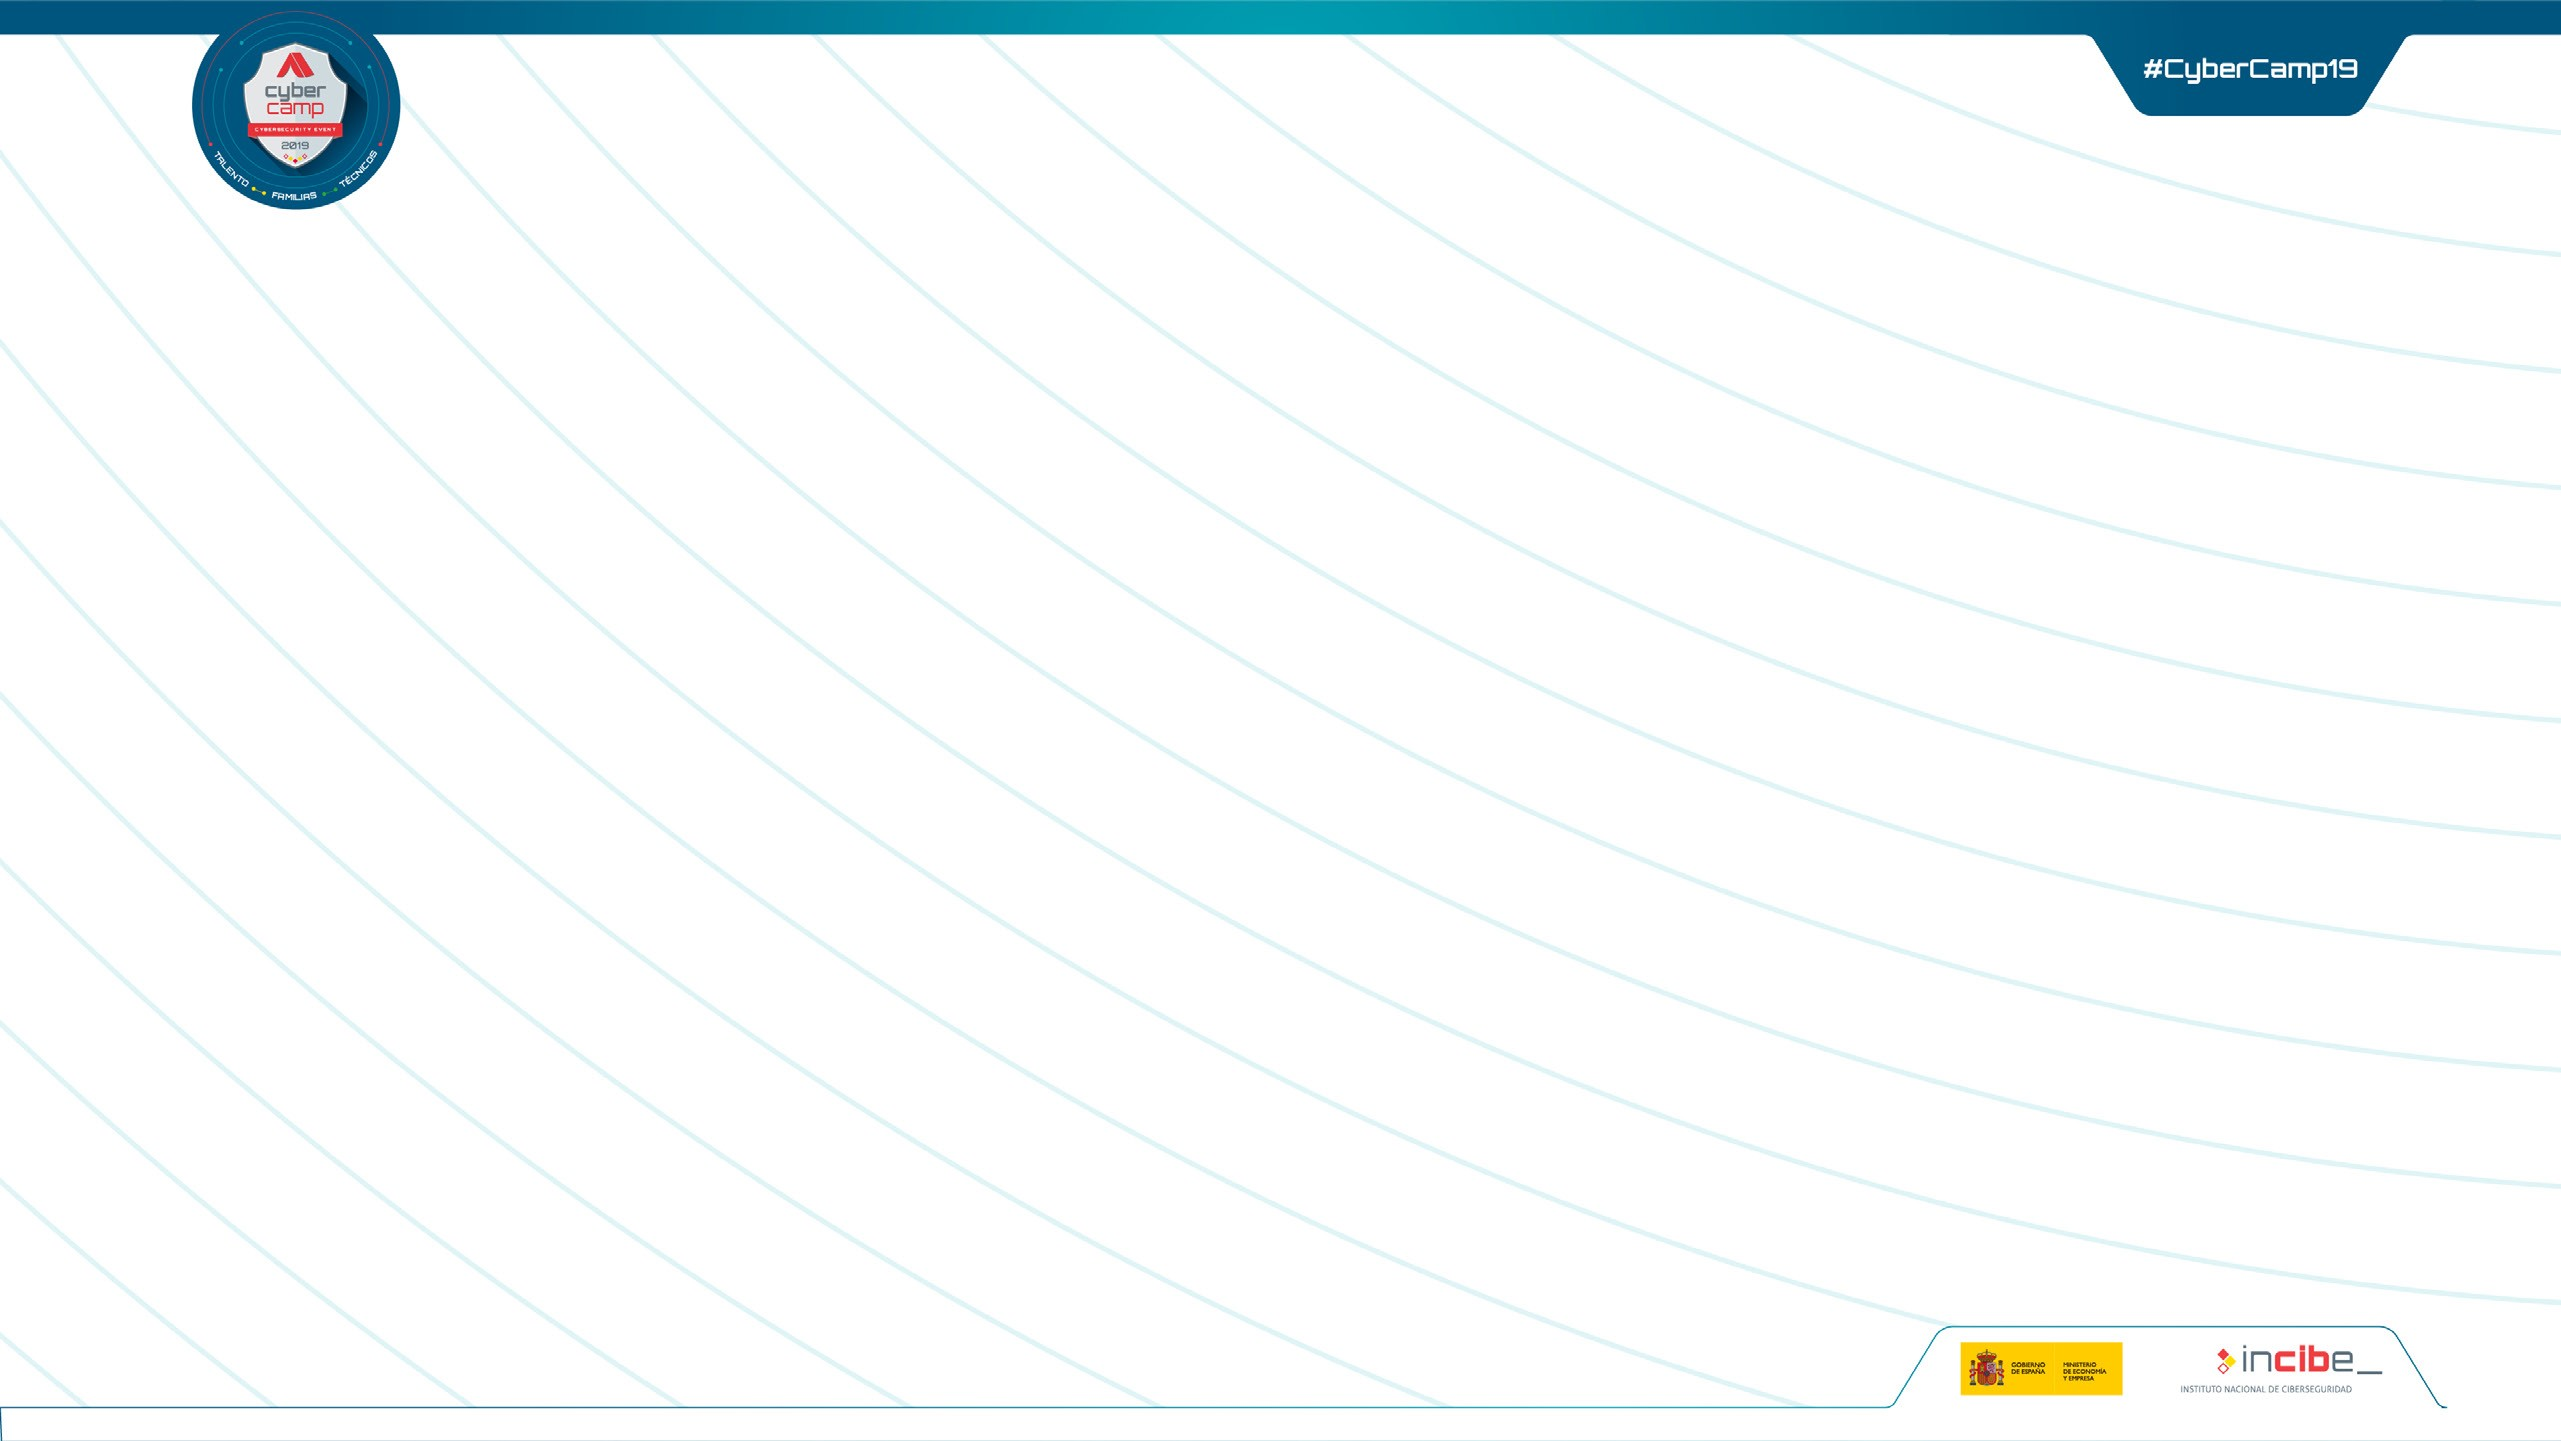 #CyberCamp19
cyber
camp
CYBERSECURITY EVENT
2019
TALENTO
FAMILIAS
TÉCNICOS
GOBIERNO
DE ESPAÑA
MINISTERIO
DE ECONOMÍA
Y EMPRESA
incibe_
INSTITUTO NACIONAL DE CIBERSEGURIDAD